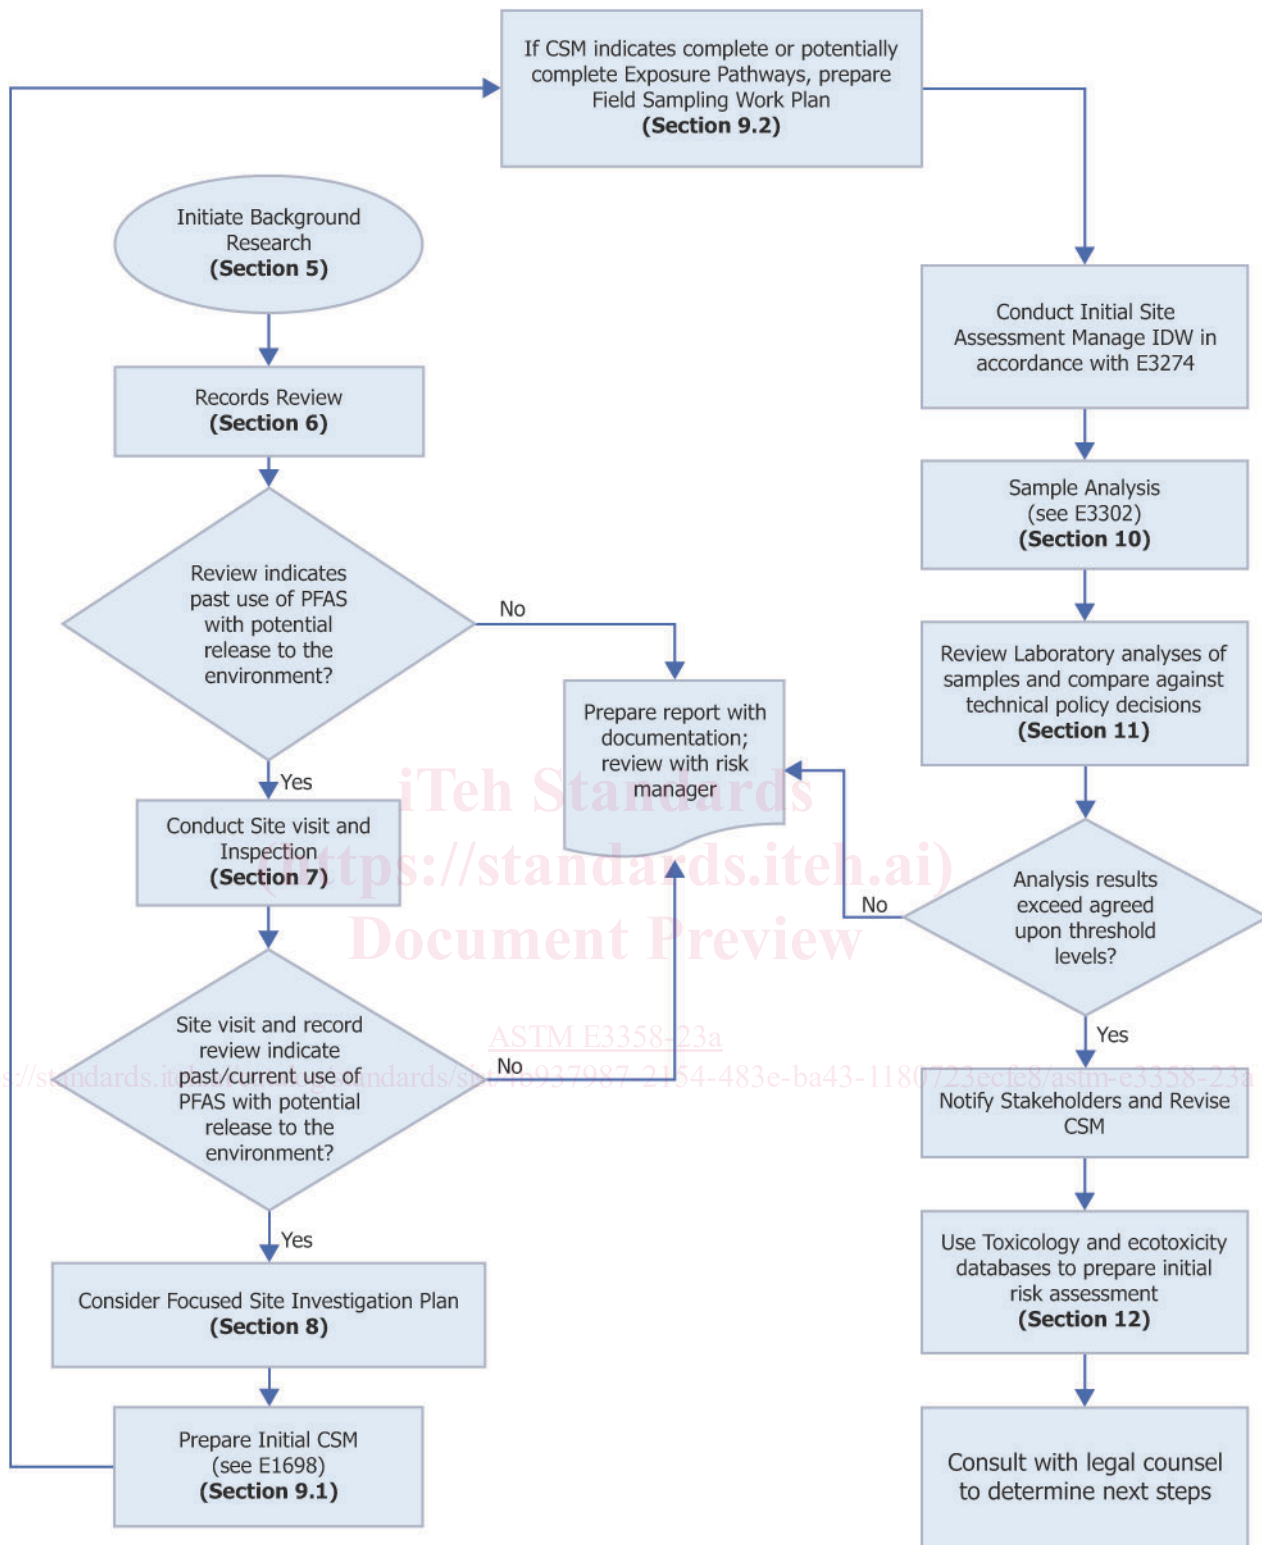 If CSM indicates complete or potentially
complete Exposure Pathways, prepare
Field Sampling Work Plan
(Section 9.2)
Initiate Background
Research
(Section 5)
Records Review
(Section 6)
Review indicates
past use of PFAS
with potential
release to the
environment?
No
Yes
Conduct Site visit and
Inspection
(Section 7)
Site visit and record
review indicate
past/current use of
PFAS with potential
release to the
environment?
No
Yes
Consider Focused Site Investigation Plan
(Section 8)
Prepare Initial CSM
(see E1698)
(Section 9.1)
Prepare report with
documentation;
review with risk
manager
Conduct Initial Site
Assessment Manage IDW in
accordance with E3274
Sample Analysis
(see E3302)
(Section 10)
Review Laboratory analyses of
samples and compare against
technical policy decisions
(Section 11)
Analysis results
exceed agreed
upon threshold
levels?
No
Yes
Notify Stakeholders and Revise
CSM
Use Toxicology and ecotoxicity
databases to prepare initial
risk assessment
(Section 12)
Consult with legal counsel
to determine next steps
iTeh Standards
(https://standards.iteh.ai)
Document Preview
ASTM E3358-23a